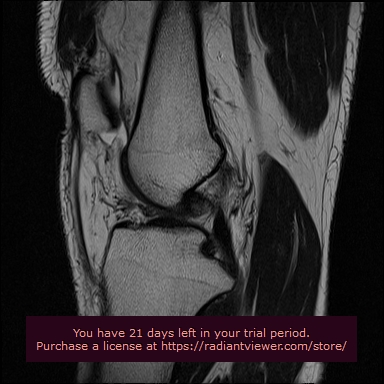 You have 21 days left in your trial period.
Purchase a license at https://radiantviewer.com/store/